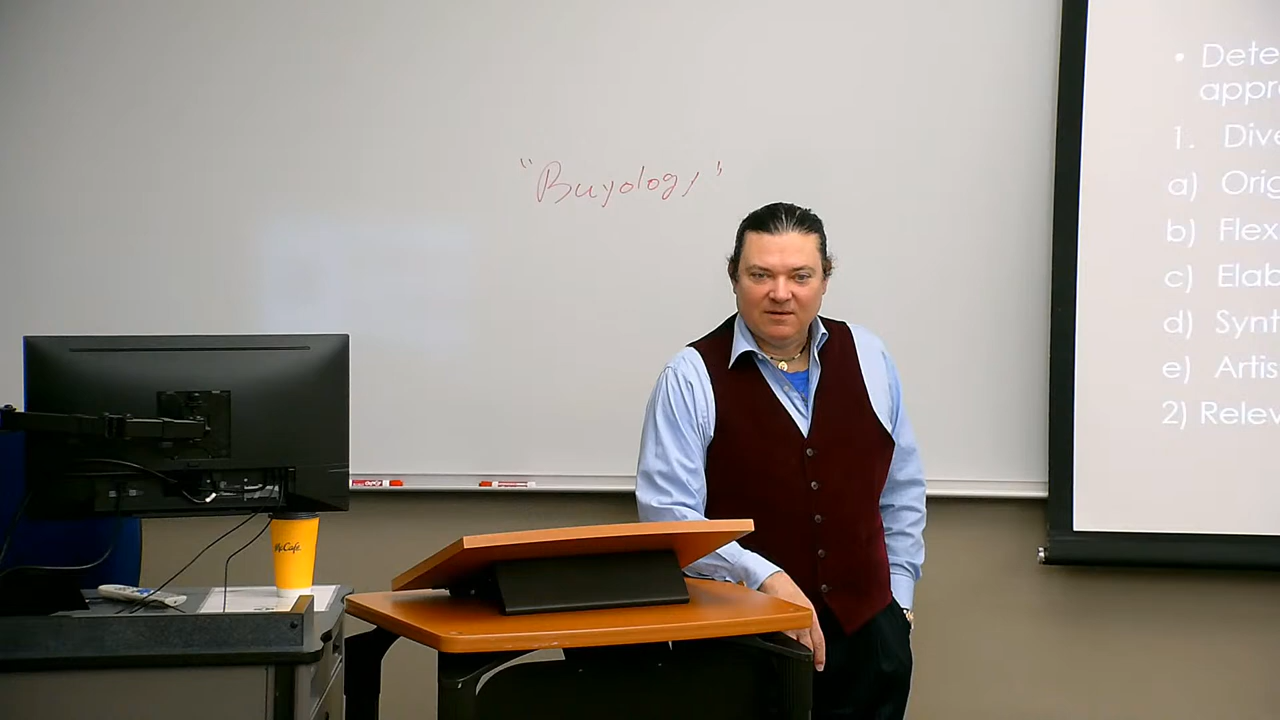 "Buyology"
• Dete
appr
1. Dive
a) Orig
b) Flex
c) Elab
d) Synt
e) Artis
2) Relev
McCafé